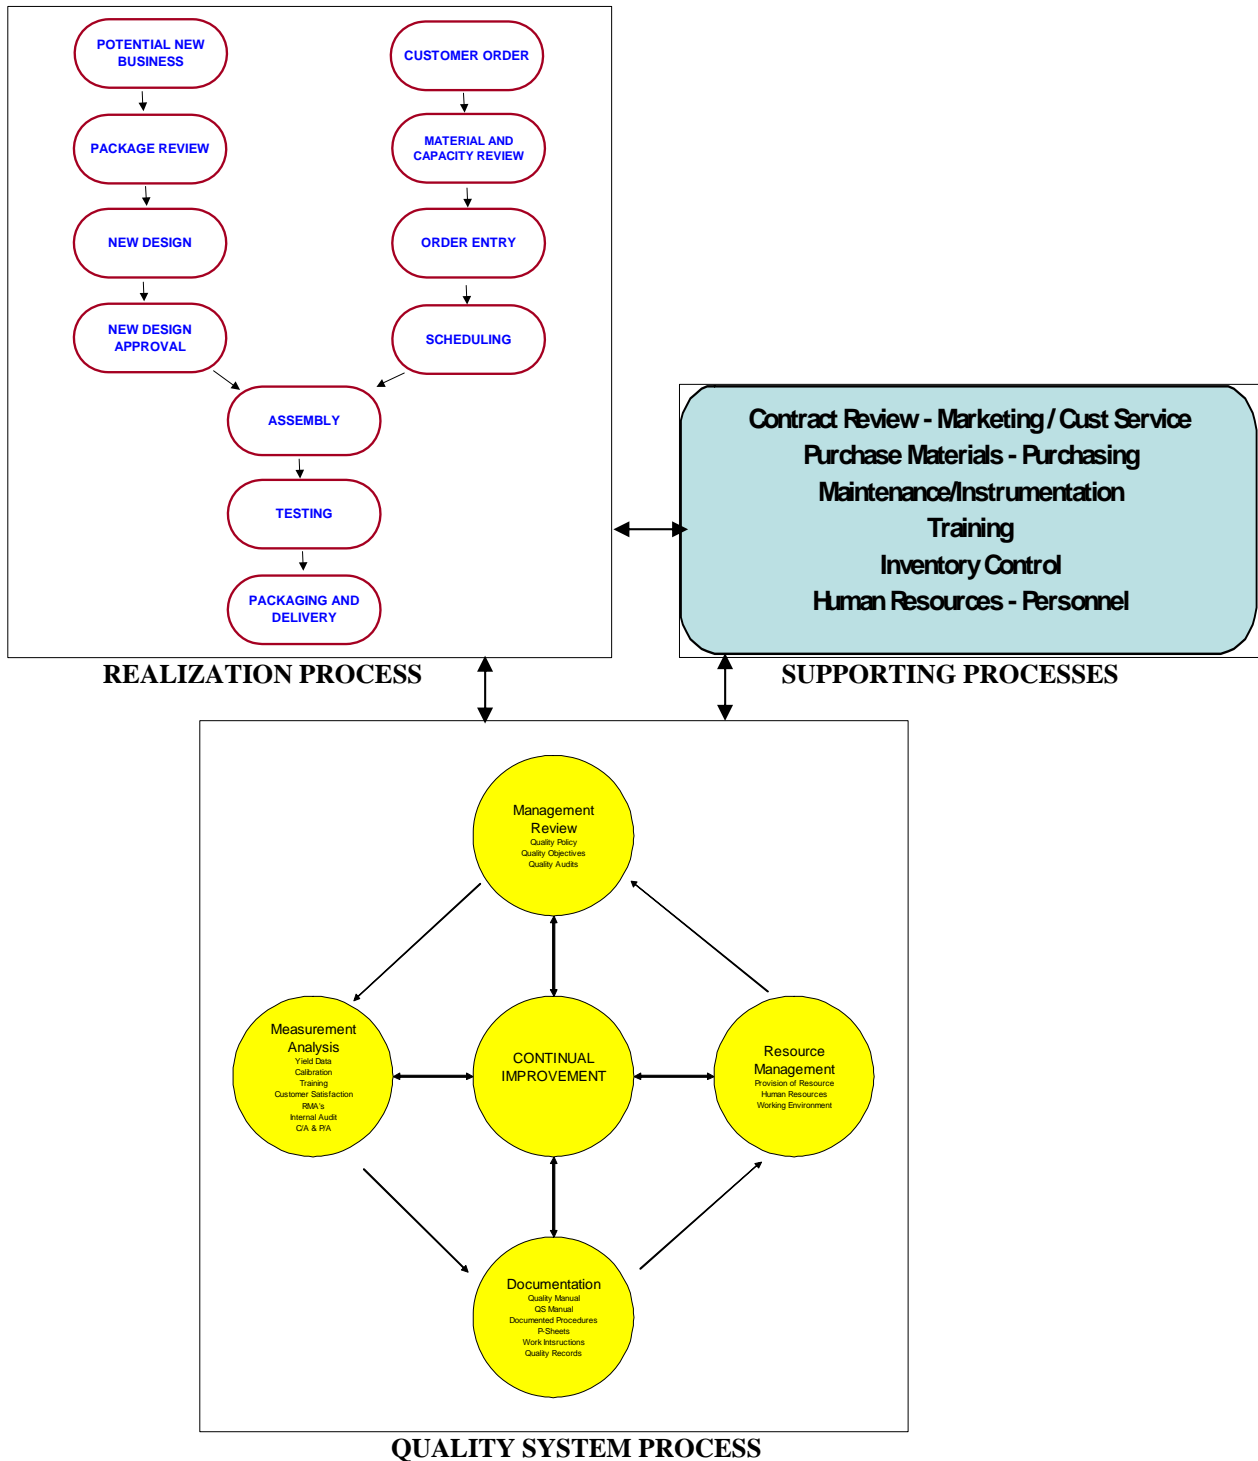 POTENTIAL NEW
BUSINESS
PACKAGE REVIEW
NEW DESIGN
NEW DESIGN
APPROVAL
CUSTOMER ORDER
MATERIAL AND
CAPACITY REVIEW
ORDER ENTRY
SCHEDULING
ASSEMBLY
TESTING
PACKAGING AND
DELIVERY
REALIZATION PROCESS
Contract Review - Marketing / Cust Service
Purchase Materials - Purchasing
Maintenance/Instrumentation
Training
Inventory Control
Human Resources - Personnel
SUPPORTING PROCESSES
Management
Review
Quality Policy
Quality Objectives
Quality Audits
Measurement
Analysis
Yield Data
Calibration
Training
Customer Satisfaction
RMA's
Internal Audit
C/A & P/A
CONTINUAL
IMPROVEMENT
Resource
Management
Provision of Resource
Human Resources
Working Environment
Documentation
Quality Manual
QS Manual
Documented Procedures
P-Sheets
Work Intsructions
Quality Records
QUALITY SYSTEM PROCESS